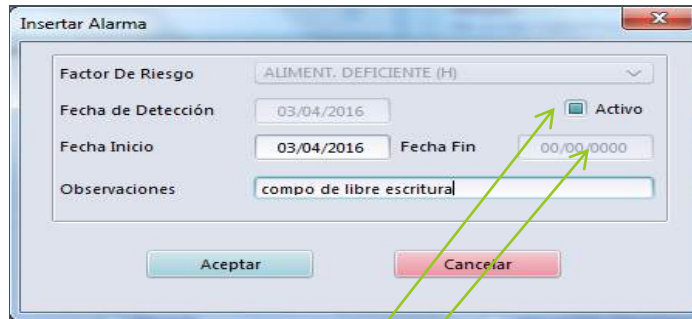 Insertar Alarma
Factor De Riesgo ALIMENT. DEFICIENTE (H)
Fecha de Detección 03/04/2016 Activo
Fecha Inicio 03/04/2016 Fecha Fin 00/00/0000
Observaciones compo de libre escritura
Aceptar Cancelar